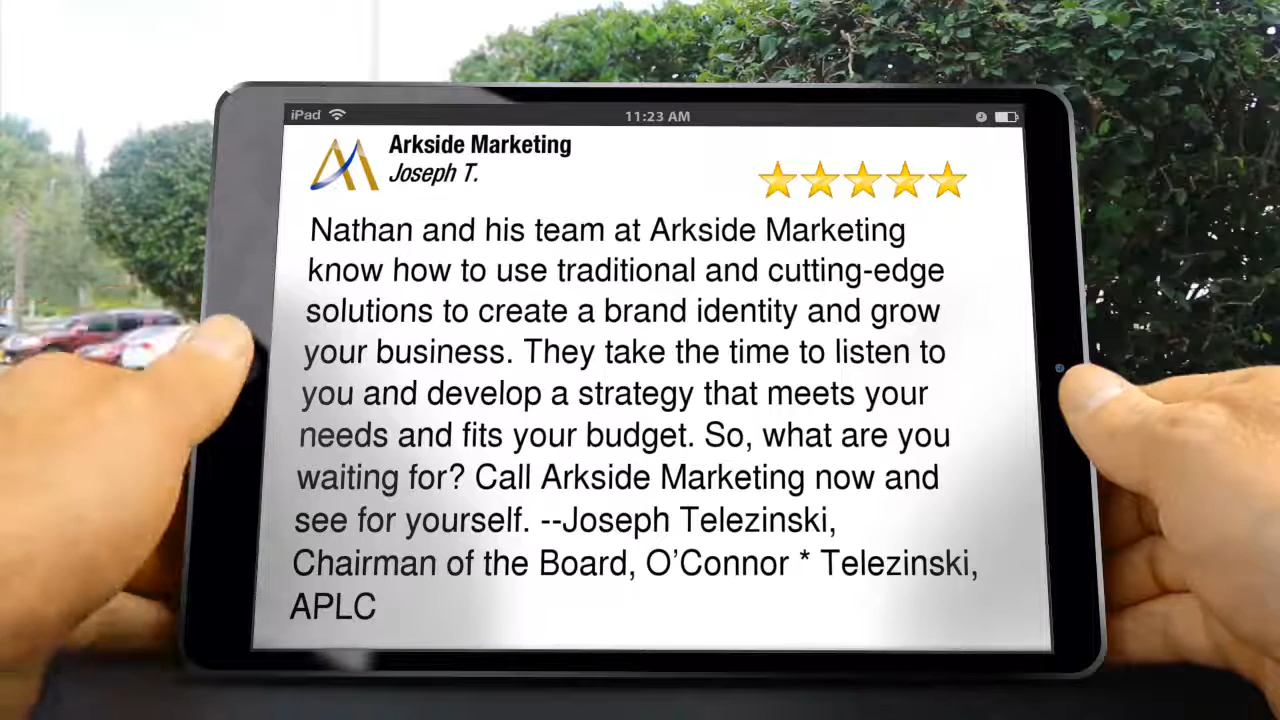 iPad
11:23 AM
Arkside Marketing
Joseph T.
Nathan and his team at Arkside Marketing
know how to use traditional and cutting-edge
solutions to create a brand identity and grow
your business. They take the time to listen to
you and develop a strategy that meets your
needs and fits your budget. So, what are you
waiting for? Call Arkside Marketing now and
see for yourself. --Joseph Telezinski,
Chairman of the Board, O’Connor * Telezinski,
APLC